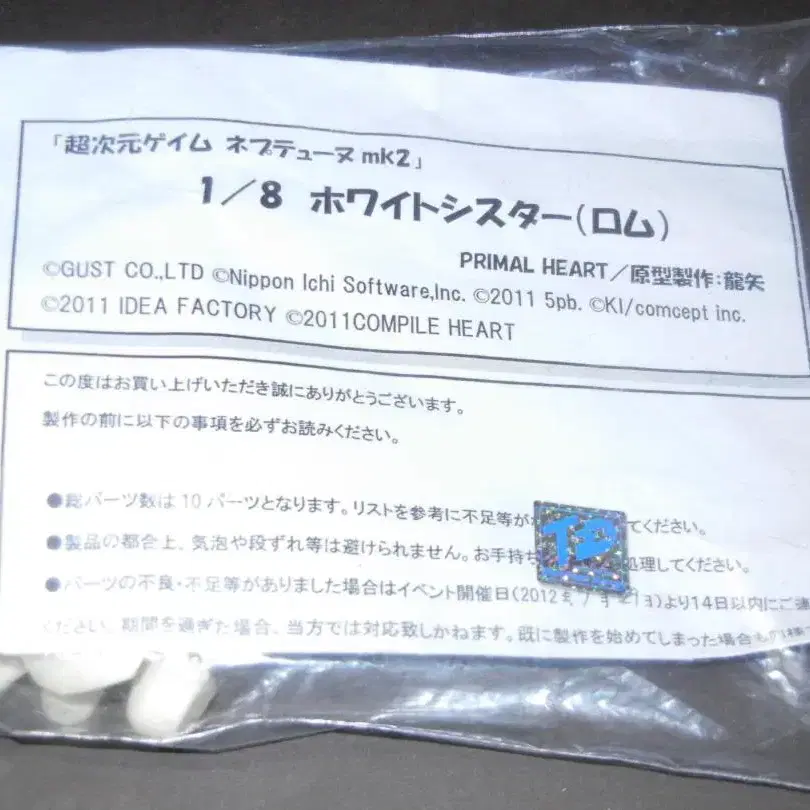 「超次元ゲイム ネプテューヌmk2」
1/8 ホワイトシスター(ロム)
PRIMAL HEART/原型製作:龍矢
©GUST CO.,LTD ©Nippon Ichi Software,Inc. ©2011 5pb. ©KI/comcept inc.
©2011 IDEA FACTORY ©2011COMPILE HEART
この度はお買い上げいただき誠にありがとうございます。
製作の前に以下の事項を必ずお読みください。
●総パーツ数は10パーツとなります。リストを参考に不足等が てください。
●製品の都合上、気泡や段ずれ等は避けられません。お手持ち 処理してください。
●パーツの不良・不足等がありました場合はイベント開催日(2012 より14日以内にご連
ください。期間を過ぎた場合、当方では対応致しかねます。既に製作を始めてしまった場合も